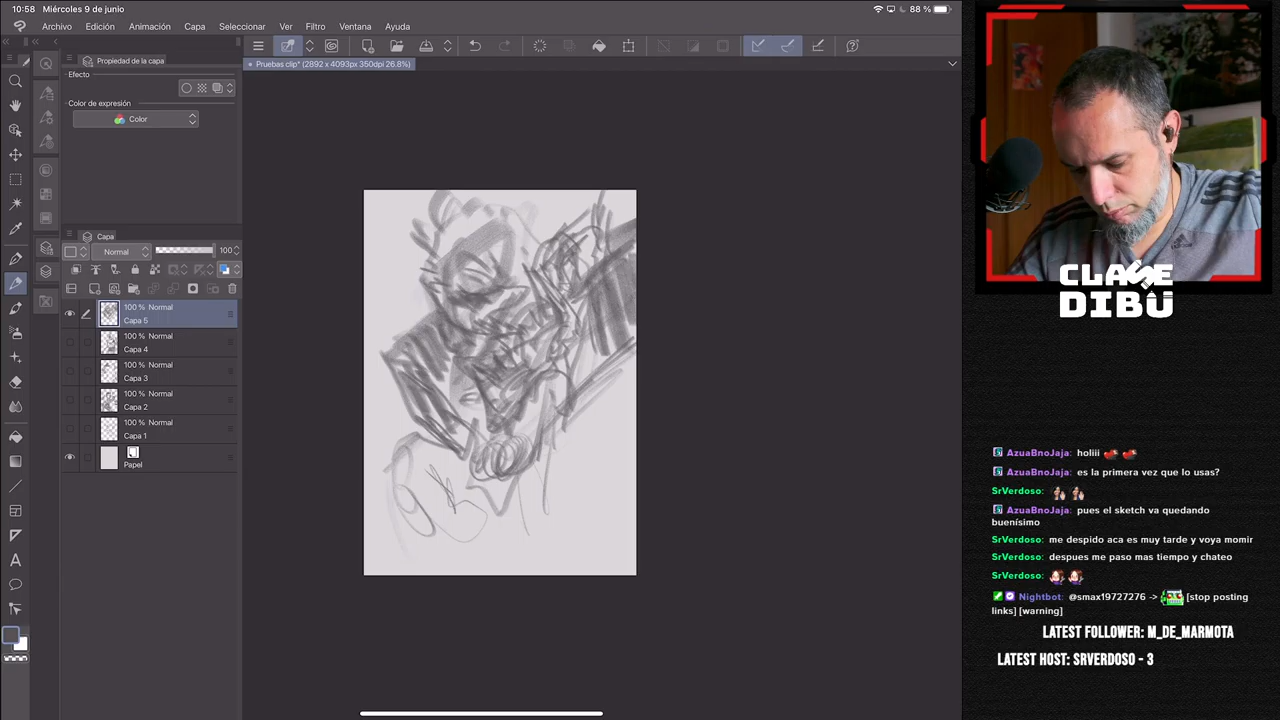 10:58 Miércoles 9 de junio
88 %
Archivo Edición Animación Capa Seleccionar Ver Filtro Ventana Ayuda
Pruebas clip* (2892 x 4093px 350dpi 26.8%)
Propiedad de la capa
Efecto
Color de expresión
Color
Capa
Normal
100
100 % Normal
Capa 5
100 % Normal
Capa 4
100 % Normal
Capa 3
100 % Normal
Capa 2
100 % Normal
Capa 1
Papel
adidas
CLASE
DIBU
AzuaBnoJaja: holiii
AzuaBnoJaja: es la primera vez que lo usas?
SrVerdoso:
AzuaBnoJaja: pues el sketch va quedando
buenísimo
SrVerdoso: me despido aca es muy tarde y voya momir
SrVerdoso: despues me paso mas tiempo y chateo
SrVerdoso:
Nightbot: @smax19727276 -> [stop posting
links] [warning]
LATEST FOLLOWER: M_DE_MARMOTA
LATEST HOST: SRVERDOSO - 3